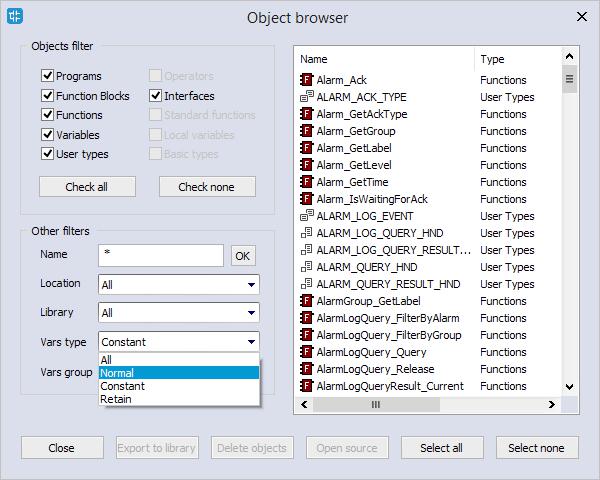 Object browser
Objects filter
Programs
Operators
Function Blocks
Interfaces
Functions
Standard functions
Variables
Local variables
User types
Basic types
Check all
Check none
Other filters
Name
*
OK
Location
All
Library
All
Vars type
Constant
All
Normal
Constant
Retain
Vars group
Name Type
Alarm_Ack Functions
ALARM_ACK_TYPE User Types
Alarm_GetAckType Functions
Alarm_GetGroup Functions
Alarm_GetLabel Functions
Alarm_GetLevel Functions
Alarm_GetTime Functions
Alarm_IsWaitingForAck Functions
ALARM_LOG_EVENT User Types
ALARM_LOG_QUERY_HND User Types
ALARM_LOG_QUERY_RESULT... User Types
ALARM_QUERY_HND User Types
ALARM_QUERY_RESULT_HND User Types
AlarmGroup_GetLabel Functions
AlarmLogQuery_FilterByAlarm Functions
AlarmLogQuery_FilterByGroup Functions
AlarmLogQuery_Query Functions
AlarmLogQuery_Release Functions
AlarmLogQueryResult_Current Functions
Close
Export to library
Delete objects
Open source
Select all
Select none